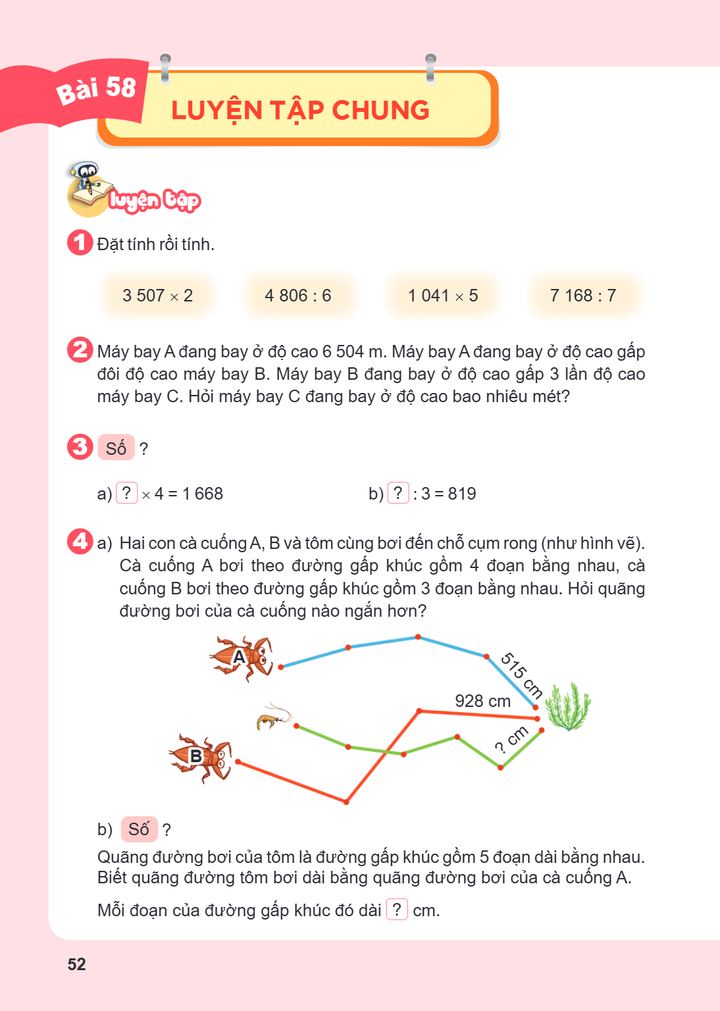 Bài 58
LUYỆN TẬP CHUNG
luyện tập
1 Đặt tính rồi tính.
3 507 × 2 4 806 : 6 1 041 × 5 7 168 : 7
2 Máy bay A đang bay ở độ cao 6 504 m. Máy bay A đang bay ở độ cao gấp
đôi độ cao máy bay B. Máy bay B đang bay ở độ cao gấp 3 lần độ cao
máy bay C. Hỏi máy bay C đang bay ở độ cao bao nhiêu mét?
3 Số ?
a) ? × 4 = 1 668 b) ? : 3 = 819
4 a) Hai con cà cuống A, B và tôm cùng bơi đến chỗ cụm rong (như hình vẽ).
Cà cuống A bơi theo đường gấp khúc gồm 4 đoạn bằng nhau, cà
cuống B bơi theo đường gấp khúc gồm 3 đoạn bằng nhau. Hỏi quãng
đường bơi của cà cuống nào ngắn hơn?
A
515 cm
928 cm
? cm
B
b) Số ?
Quãng đường bơi của tôm là đường gấp khúc gồm 5 đoạn dài bằng nhau.
Biết quãng đường tôm bơi dài bằng quãng đường bơi của cà cuống A.
Mỗi đoạn của đường gấp khúc đó dài ? cm.
52